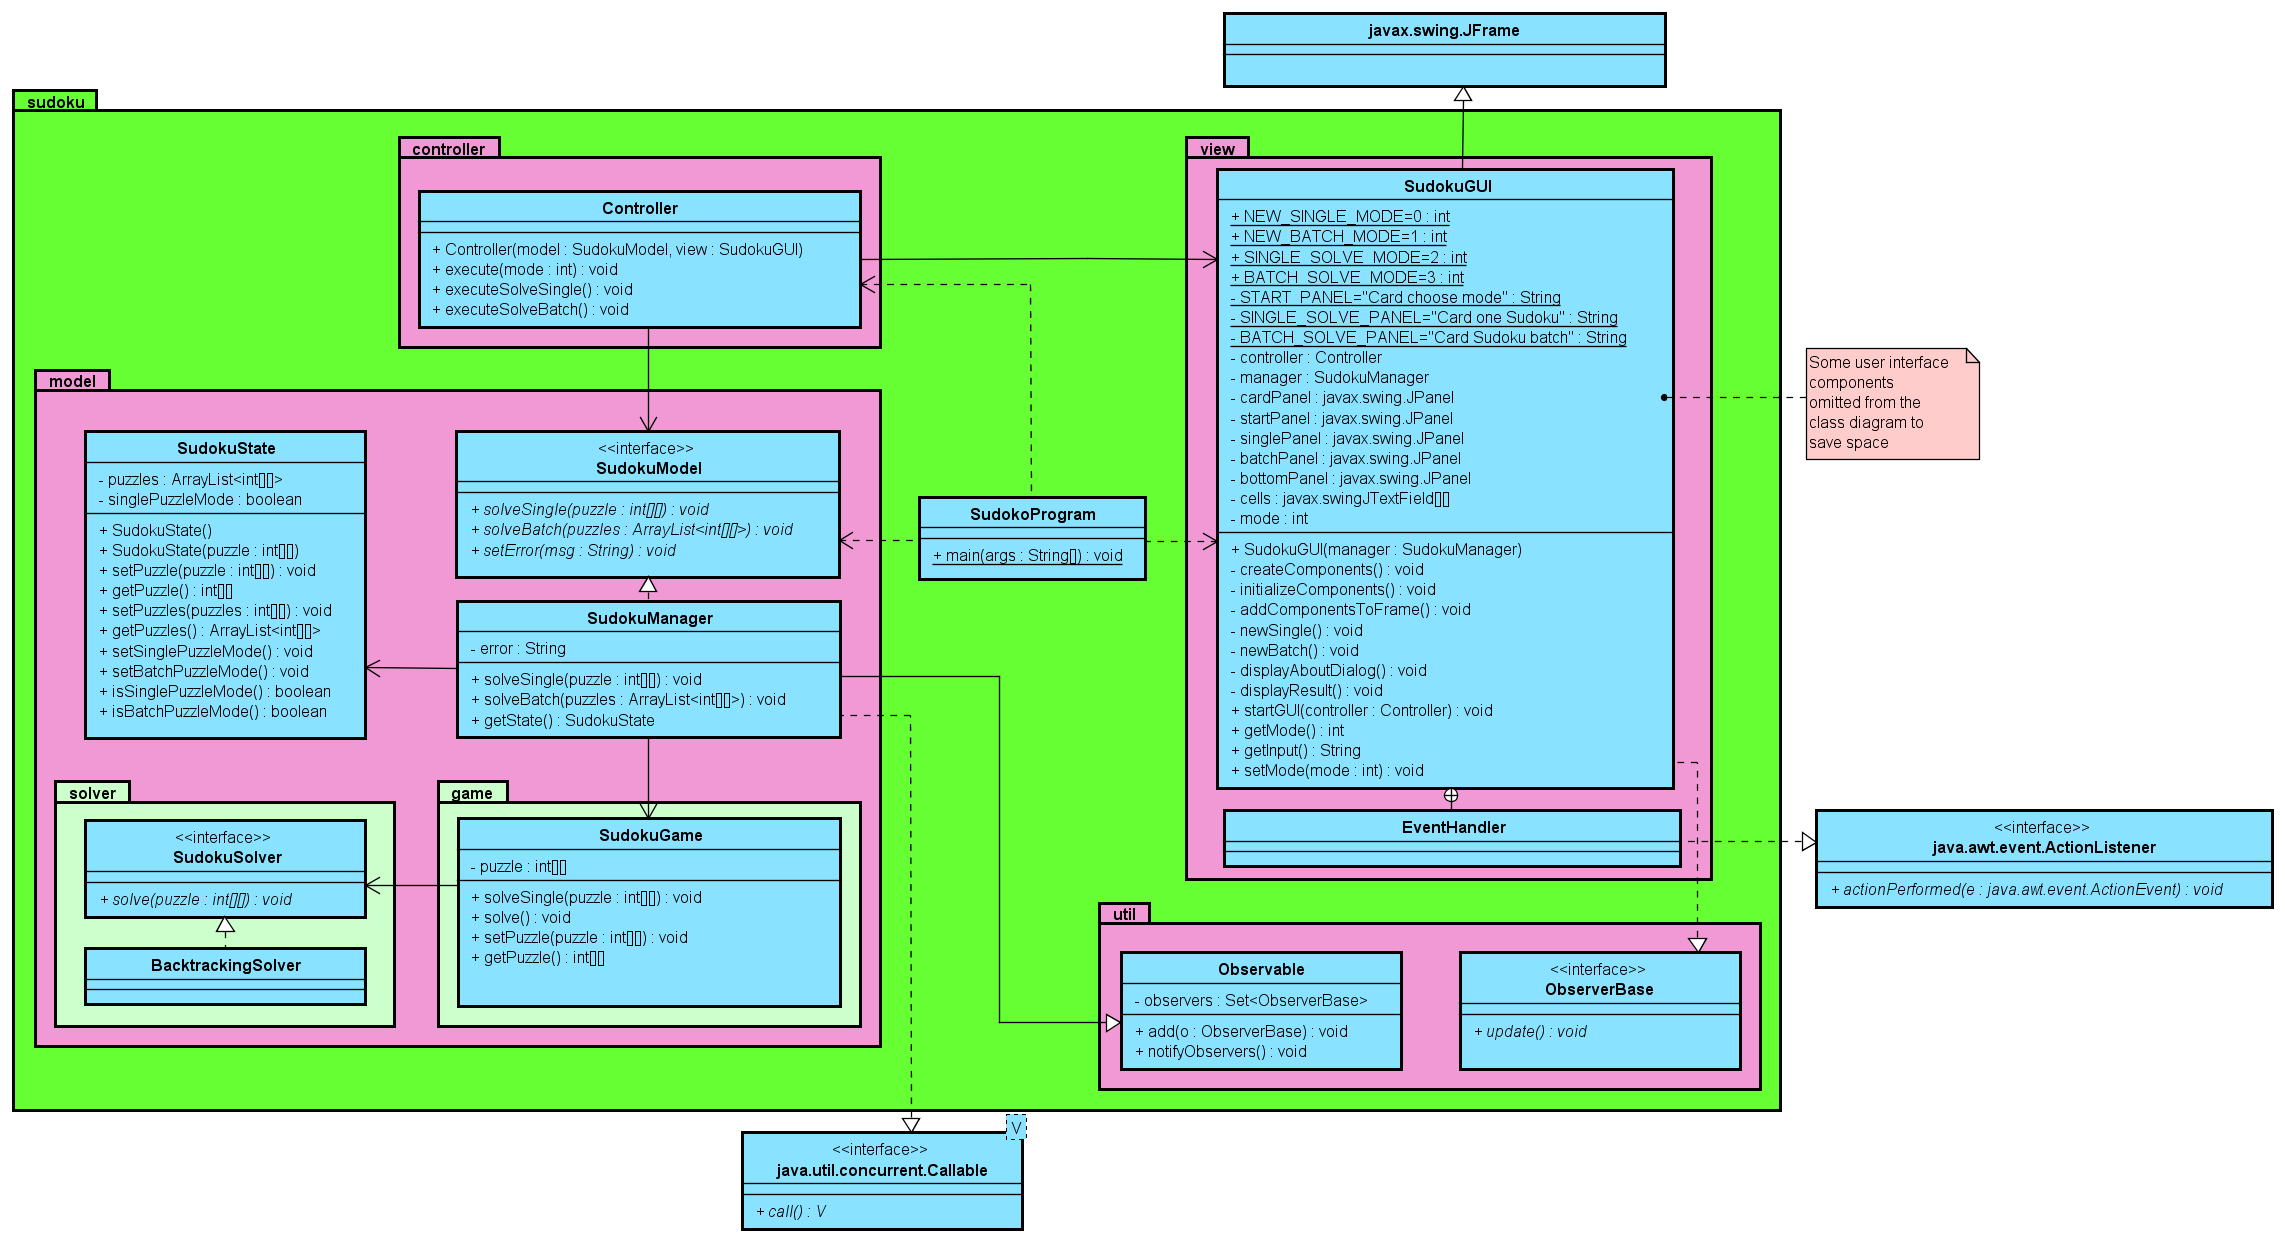 javax.swing.JFrame
sudoku
controller
Controller
+ Controller(model : SudokuModel, view : SudokuGUI)
+ execute(mode : int) : void
+ executeSolveSingle() : void
+ executeSolveBatch() : void
view
SudokuGUI
+ NEW_SINGLE_MODE=0 : int
+ NEW_BATCH_MODE=1 : int
+ SINGLE_SOLVE_MODE=2 : int
+ BATCH_SOLVE_MODE=3 : int
- START_PANEL="Card choose mode" : String
- SINGLE_SOLVE_PANEL="Card one Sudoku" : String
- BATCH_SOLVE_PANEL="Card Sudoku batch" : String
- controller : Controller
- manager : SudokuManager
- cardPanel : javax.swing.JPanel
- startPanel : javax.swing.JPanel
- singlePanel : javax.swing.JPanel
- batchPanel : javax.swing.JPanel
- bottomPanel : javax.swing.JPanel
- cells : javax.swingJTextField[][]
- mode : int
+ SudokuGUI(manager : SudokuManager)
- createComponents() : void
- initializeComponents() : void
- addComponentsToFrame() : void
- newSingle() : void
- newBatch() : void
- displayAboutDialog() : void
- displayResult() : void
+ startGUI(controller : Controller) : void
+ getMode() : int
+ getInput() : String
+ setMode(mode : int) : void
Some user interface
components
omitted from the
class diagram to
save space
model
SudokuState
- puzzles : ArrayList<int[][]>
- singlePuzzleMode : boolean
+ SudokuState()
+ SudokuState(puzzle : int[][])
+ setPuzzle(puzzle : int[][]) : void
+ getPuzzle() : int[][]
+ setPuzzles(puzzles : int[][]) : void
+ getPuzzles() : ArrayList<int[][]>
+ setSinglePuzzleMode() : void
+ setBatchPuzzleMode() : void
+ isSinglePuzzleMode() : boolean
+ isBatchPuzzleMode() : boolean
<<interface>>
SudokuModel
+ solveSingle(puzzle : int[][]) : void
+ solveBatch(puzzles : ArrayList<int[][]>) : void
+ setError(msg : String) : void
SudokoProgram
+ main(args : String[]) : void
SudokuManager
- error : String
+ solveSingle(puzzle : int[][]) : void
+ solveBatch(puzzles : ArrayList<int[][]>) : void
+ getState() : SudokuState
solver
<<interface>>
SudokuSolver
+ solve(puzzle : int[][]) : void
BacktrackingSolver
game
SudokuGame
- puzzle : int[][]
+ solveSingle(puzzle : int[][]) : void
+ solve() : void
+ setPuzzle(puzzle : int[][]) : void
+ getPuzzle() : int[][]
EventHandler
<<interface>>
java.awt.event.ActionListener
+ actionPerformed(e : java.awt.event.ActionEvent) : void
util
Observable
- observers : Set<ObserverBase>
+ add(o : ObserverBase) : void
+ notifyObservers() : void
<<interface>>
ObserverBase
+ update() : void
V
<<interface>>
java.util.concurrent.Callable
+ call() : V